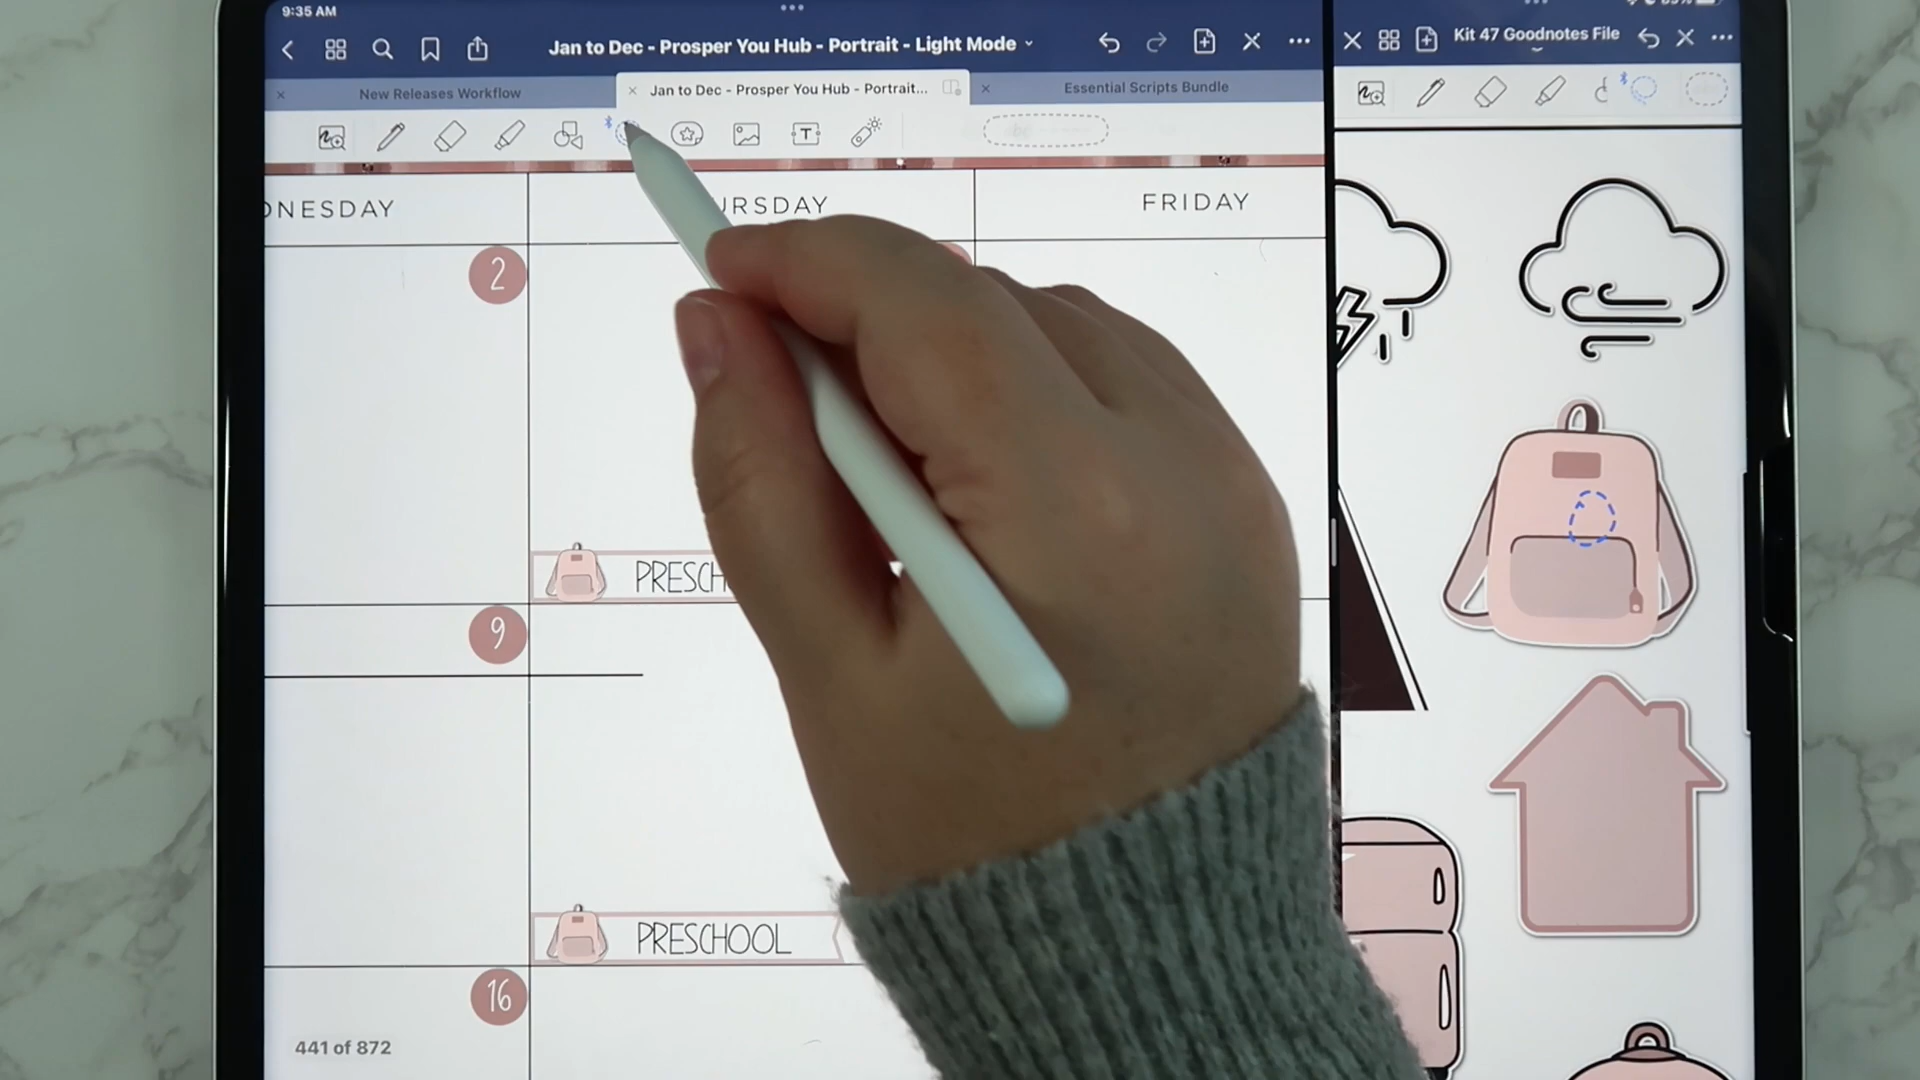 9:35 AM
Jan to Dec - Prosper You Hub - Portrait - Light Mode
Kit 47 Goodnotes File
New Releases Workflow
Jan to Dec - Prosper You Hub - Portrait...
Essential Scripts Bundle
T
DNESDAY
URSDAY
FRIDAY
2
PRESCH
9
PRESCHOOL
16
441 of 872